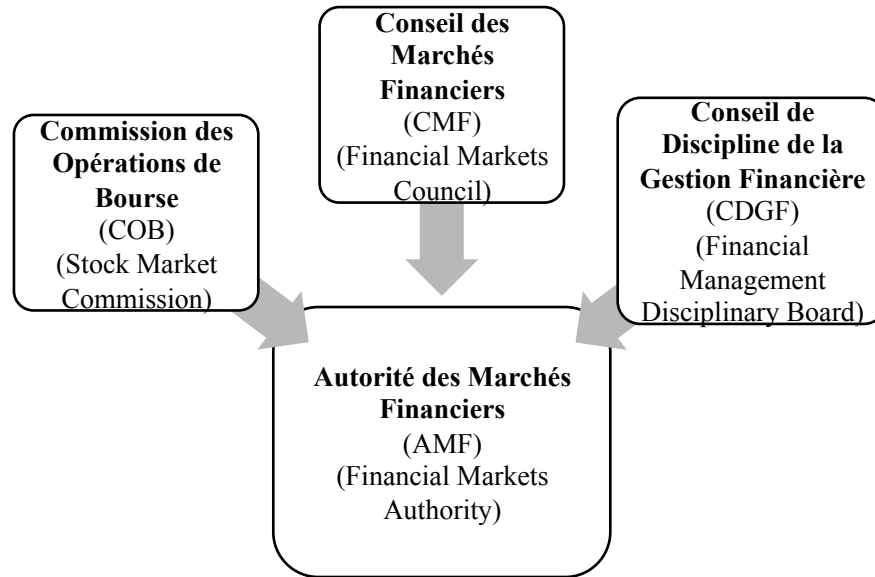 Commission des
Opérations de
Bourse
(COB)
(Stock Market
Commission)
Conseil des
Marchés
Financiers
(CMF)
(Financial Markets
Council)
Conseil de
Discipline de la
Gestion Financière
(CDGF)
(Financial
Management
Disciplinary Board)
Autorité des Marchés
Financiers
(AMF)
(Financial Markets
Authority)